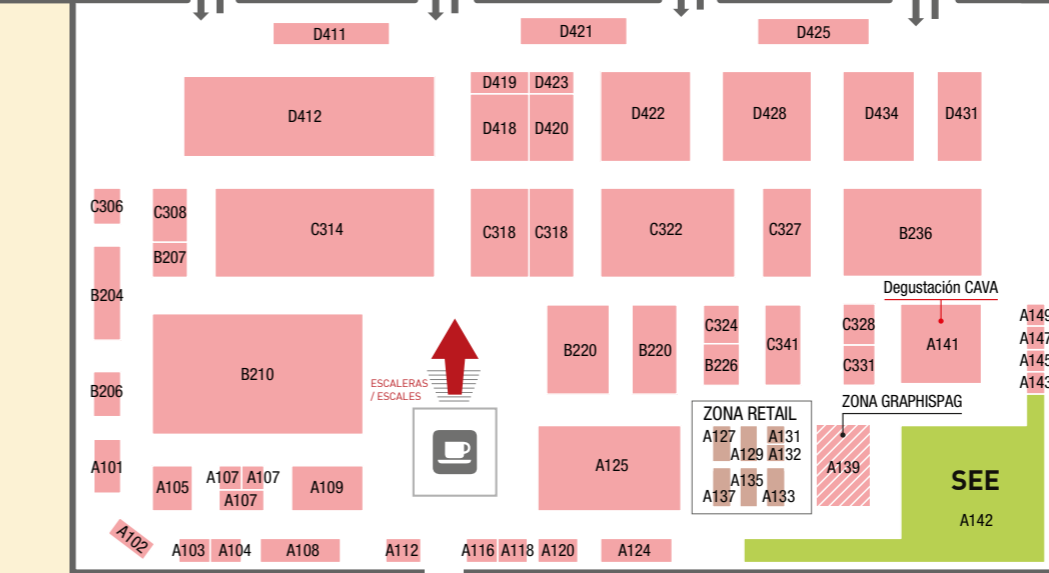 D411
D421
D425
D412
D419
D423
D418
D420
D422
D428
D434
D431
C306
C308
B207
C314
C318
C318
C322
C327
B236
B204
Degustación CAVA
B210
ESCALERAS
/ ESCALES
B220
B220
C324
B226
C341
C328
C331
A141
A149
A147
A145
A143
B206
ZONA RETAIL
ZONA GRAPHISPAG
A127
A131
A129
A132
A135
A137
A133
A139
A101
A105
A107
A107
A107
A109
A125
SEE
A142
A102
A103
A104
A108
A112
A116
A118
A120
A124